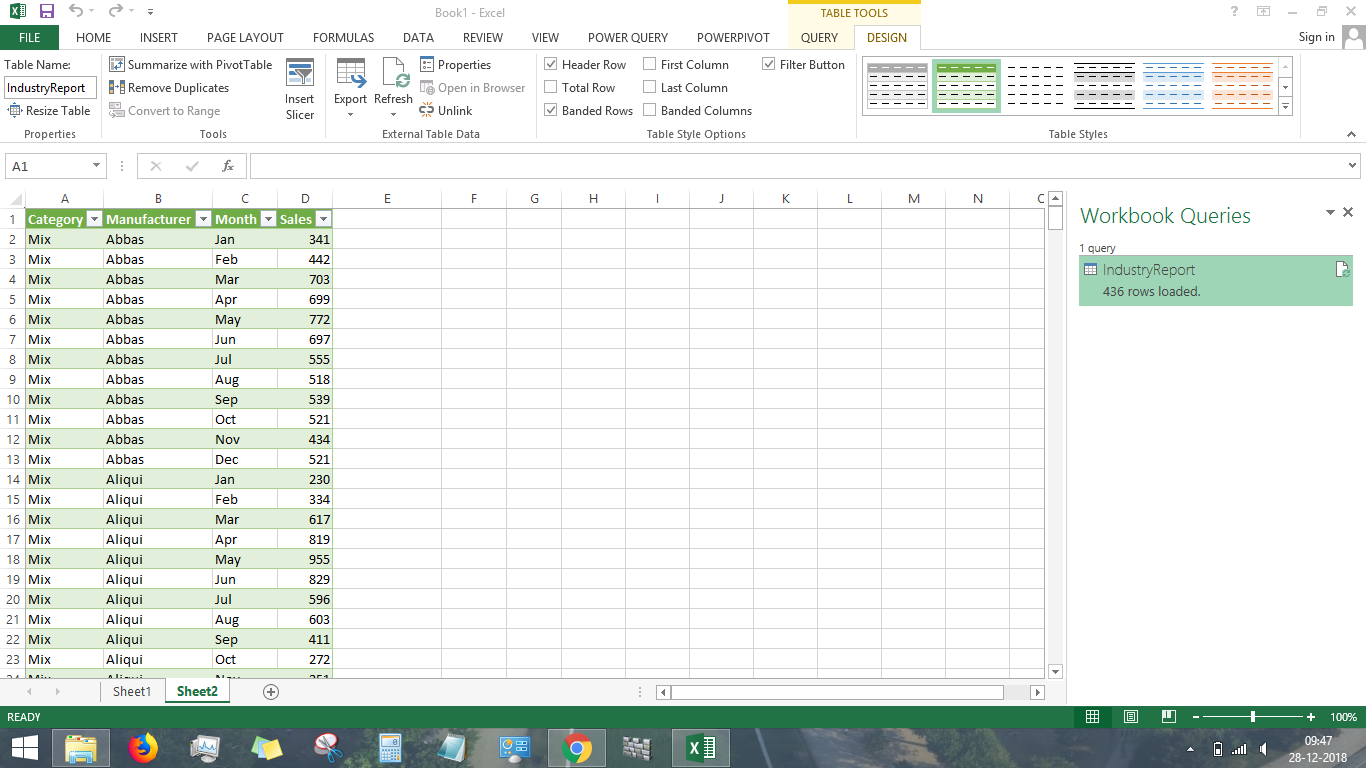 Book1 - Excel
TABLE TOOLS
FILE HOME INSERT PAGE LAYOUT FORMULAS DATA REVIEW VIEW POWER QUERY POWERPIVOT QUERY DESIGN Sign in
Table Name:
IndustryReport
Resize Table
Properties
Summarize with PivotTable
Remove Duplicates
Convert to Range
Tools
Insert
Slicer
Export
Refresh
Properties
Open in Browser
Unlink
External Table Data
Header Row First Column Filter Button
Total Row Last Column
Banded Rows Banded Columns
Table Style Options
Table Styles
A1 fx
A B C D E F G H I J K L M N
1 Category Manufacturer Month Sales
2 Mix Abbas Jan 341
3 Mix Abbas Feb 442
4 Mix Abbas Mar 703
5 Mix Abbas Apr 699
6 Mix Abbas May 772
7 Mix Abbas Jun 697
8 Mix Abbas Jul 555
9 Mix Abbas Aug 518
10 Mix Abbas Sep 539
11 Mix Abbas Oct 521
12 Mix Abbas Nov 434
13 Mix Abbas Dec 521
14 Mix Aliqui Jan 230
15 Mix Aliqui Feb 334
16 Mix Aliqui Mar 617
17 Mix Aliqui Apr 819
18 Mix Aliqui May 955
19 Mix Aliqui Jun 829
20 Mix Aliqui Jul 596
21 Mix Aliqui Aug 603
22 Mix Aliqui Sep 411
23 Mix Aliqui Oct 272
Workbook Queries
1 query
IndustryReport
436 rows loaded.
Sheet1 Sheet2
READY
100%
09:47
28-12-2018